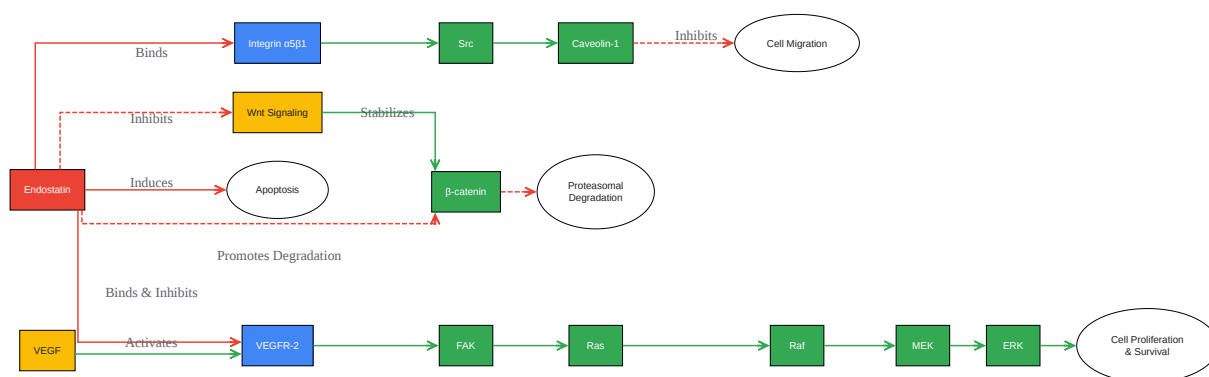 Integrin α5β1
Src
Caveolin-1
Inhibits
Cell Migration
Binds
Wnt Signaling
Stabilizes
Inhibits
Endostatin
Induces
Apoptosis
β-catenin
Proteasomal
Degradation
Promotes Degradation
Binds & Inhibits
VEGF
Activates
VEGFR-2
FAK
Ras
Raf
MEK
ERK
Cell Proliferation
& Survival